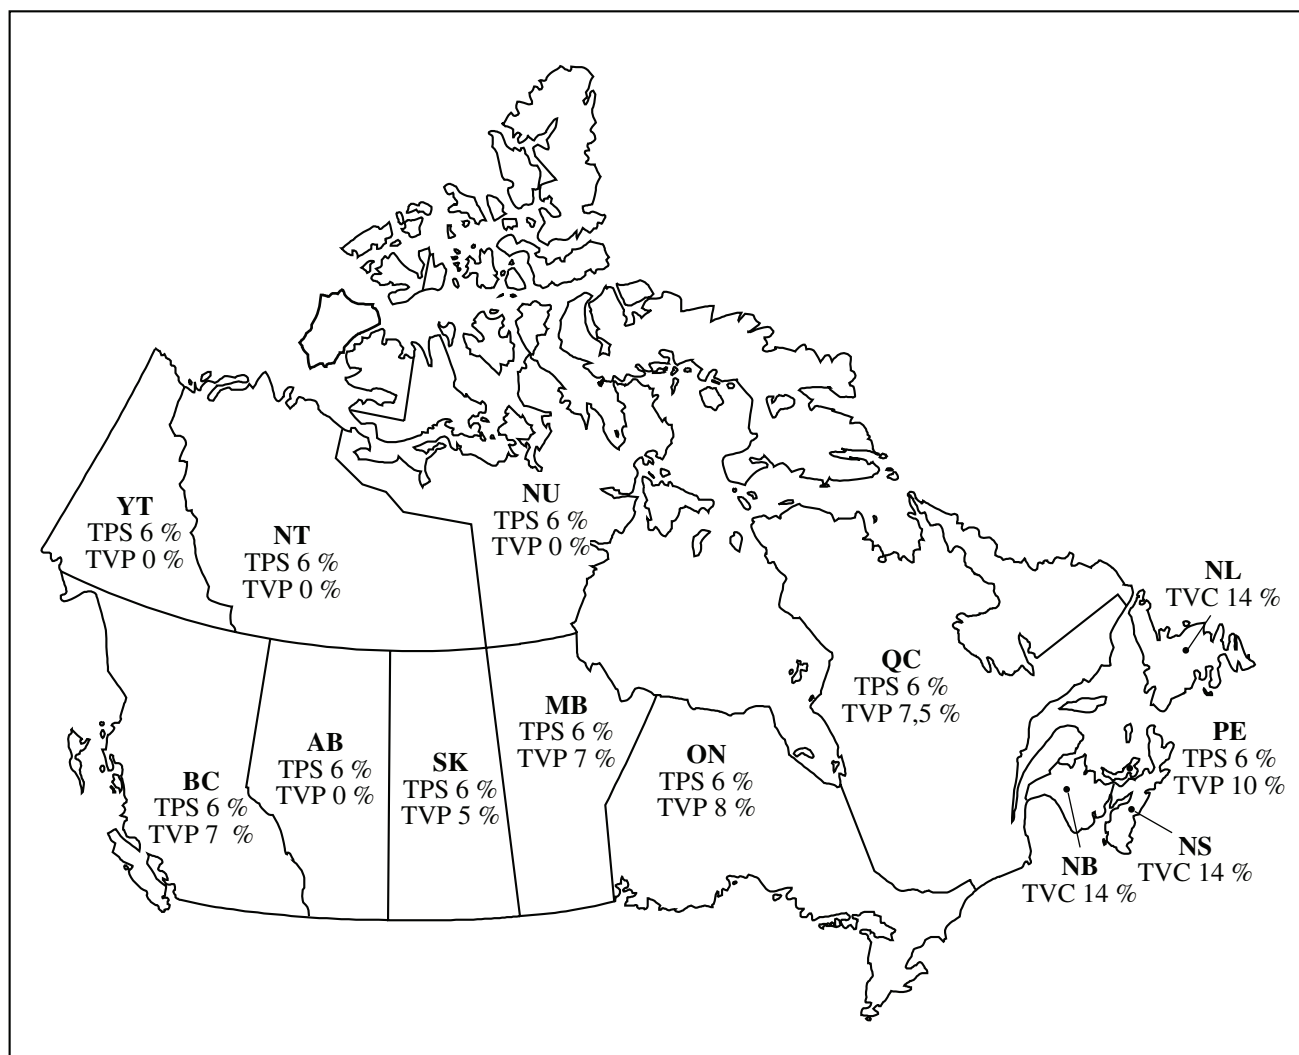 YT
TPS 6 %
TVP 0 %
NT
TPS 6 %
TVP 0 %
NU
TPS 6 %
TVP 0 %
NL
TVC 14 %
QC
TPS 6 %
TVP 7,5 %
MB
TPS 6 %
TVP 7 %
AB
TPS 6 %
TVP 0 %
SK
TPS 6 %
TVP 5 %
BC
TPS 6 %
TVP 7 %
ON
TPS 6 %
TVP 8 %
PE
TPS 6 %
TVP 10 %
NS
TVC 14 %
NB
TVC 14 %